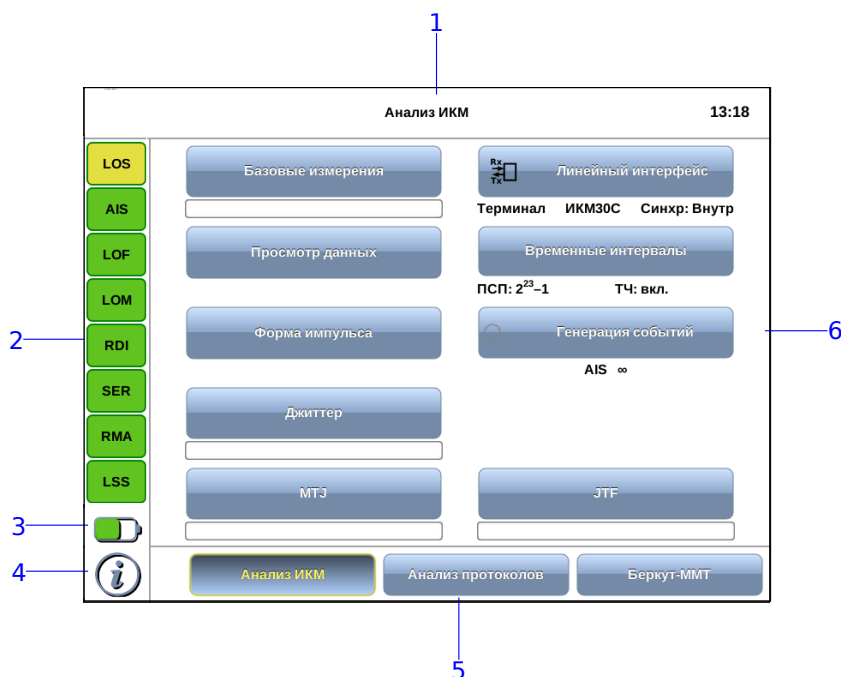 1
Анализ ИКМ 13:18
LOS
Базовые измерения
Rx
Tx
Линейный интерфейс
AIS
Терминал ИКМ30С Синхр: Внутр
LOF
Просмотр данных
Временные интервалы
LOM
ПСП: 2²³–1 ТЧ: вкл.
2
RDI
Форма импульса
Генерация событий
6
SER
AIS ∞
RMA
Джиттер
LSS
MTJ
JTF
3
4
i
Анализ ИКМ
Анализ протоколов
Беркут-ММТ
5